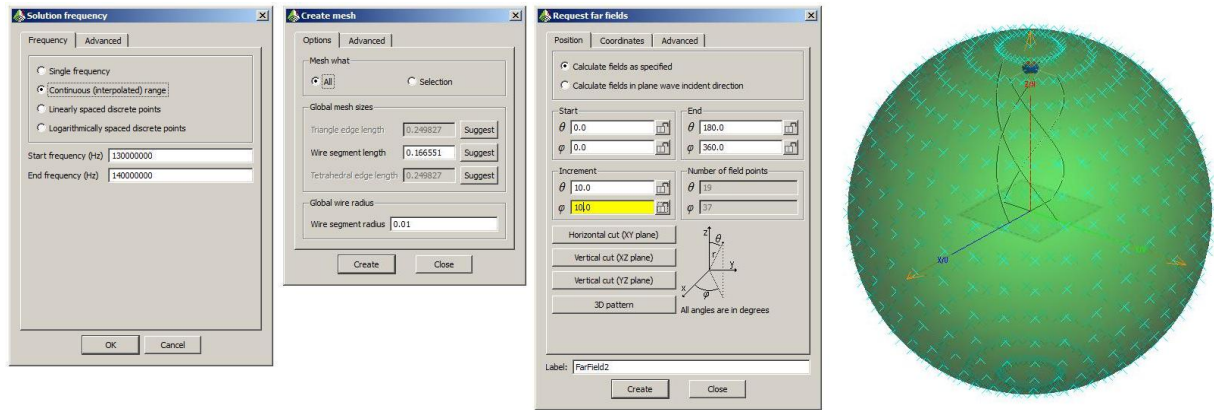 Solution frequency
Frequency Advanced
Single frequency
Continuous (interpolated) range
Linearly spaced discrete points
Logarithmically spaced discrete points
Start frequency (Hz) 130000000
End frequency (Hz) 140000000
OK Cancel
Create mesh
Options Advanced
Mesh what
All Selection
Global mesh sizes
Triangle edge length 0.249827 Suggest
Wire segment length 0.166551 Suggest
Tetrahedral edge length 0.249827 Suggest
Global wire radius
Wire segment radius 0.01
Create Close
Request far fields
Position Coordinates Advanced
Calculate fields as specified
Calculate fields in plane wave incident direction
Start End
θ 0.0 180.0
φ 0.0 360.0
Increment Number of field points
θ 10.0 θ 19
φ 10.0 φ 37
Horizontal cut (XY plane)
Vertical cut (XZ plane)
Vertical cut (YZ plane)
3D pattern
z θ r y x φ
All angles are in degrees
Label: FarField2
Create Close
Z/N
X/U